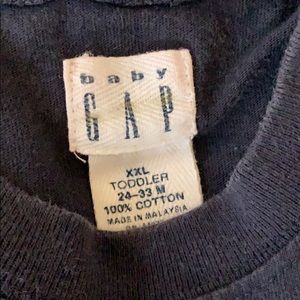 baby
GAP
XXL
TODDLER
24-33 M
100% COTTON
MADE IN MALAYSIA